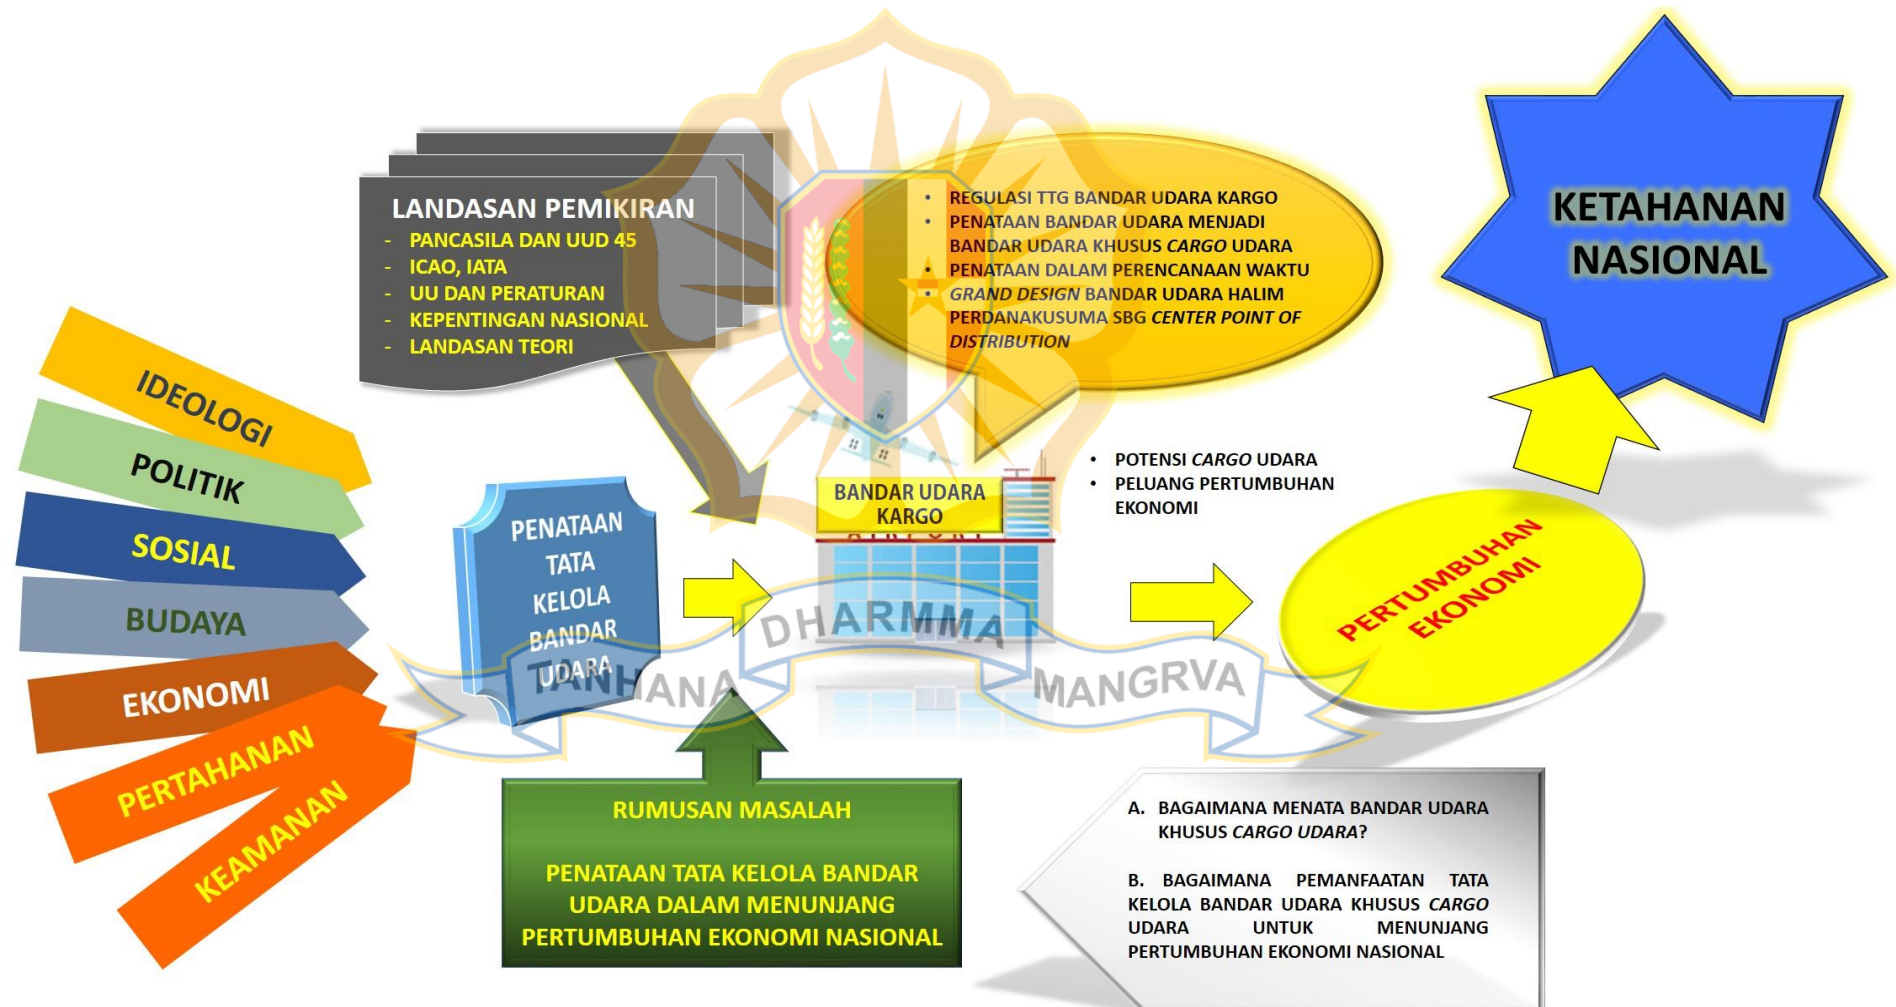 LANDASAN PEMIKIRAN
- PANCASILA DAN UUD 45
- ICAO, IATA
- UU DAN PERATURAN
- KEPENTINGAN NASIONAL
- LANDASAN TEORI
• REGULASI TTG BANDAR UDARA KARGO
• PENATAAN BANDAR UDARA MENJADI
BANDAR UDARA KHUSUS CARGO UDARA
• PENATAAN DALAM PERENCANAAN WAKTU
• GRAND DESIGN BANDAR UDARA HALIM
PERDANAKUSUMA SBG CENTER POINT OF
DISTRIBUTION
KETAHANAN
NASIONAL
IDEOLOGI
POLITIK
SOSIAL
BUDAYA
EKONOMI
PERTAHANAN
KEAMANAN
PENATAAN
TATA
KELOLA
BANDAR
UDARA
BANDAR UDARA
KARGO
AIRPORT
• POTENSI CARGO UDARA
• PELUANG PERTUMBUHAN
EKONOMI
PERTUMBUHAN
EKONOMI
TANHANA
DHARMMA
MANGRVA
RUMUSAN MASALAH
PENATAAN TATA KELOLA BANDAR
UDARA DALAM MENUNJANG
PERTUMBUHAN EKONOMI NASIONAL
A. BAGAIMANA MENATA BANDAR UDARA
KHUSUS CARGO UDARA?
B. BAGAIMANA PEMANFAATAN TATA
KELOLA BANDAR UDARA KHUSUS CARGO
UDARA UNTUK MENUNJANG
PERTUMBUHAN EKONOMI NASIONAL